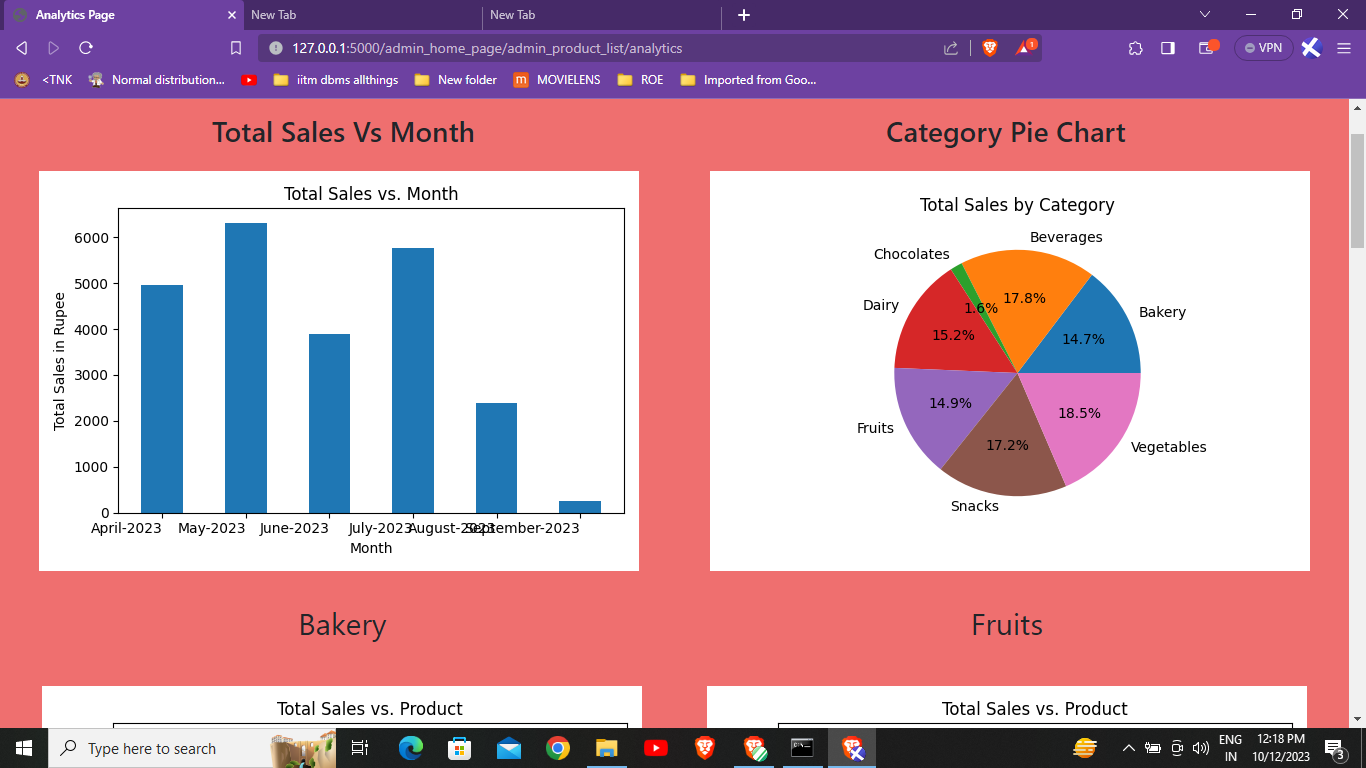 Analytics Page
New Tab
New Tab
127.0.0.1:5000/admin_home_page/admin_product_list/analytics
1
VPN
<TNK
Normal distribution...
iitm dbms allthings
New folder
m
MOVIELENS
ROE
Imported from Goo...
Total Sales Vs Month
Category Pie Chart
Total Sales vs. Month
Total Sales in Rupee
6000
5000
4000
3000
2000
1000
0
April-2023
May-2023
June-2023
July-2023
August-2023
September-2023
Month
Total Sales by Category
Beverages
Chocolates
17.8%
Dairy
1.6%
Bakery
15.2%
14.7%
14.9%
18.5%
Fruits
17.2%
Vegetables
Snacks
Bakery
Fruits
Total Sales vs. Product
Total Sales vs. Product
Type here to search
ENG
IN
12:18 PM
10/12/2023
3